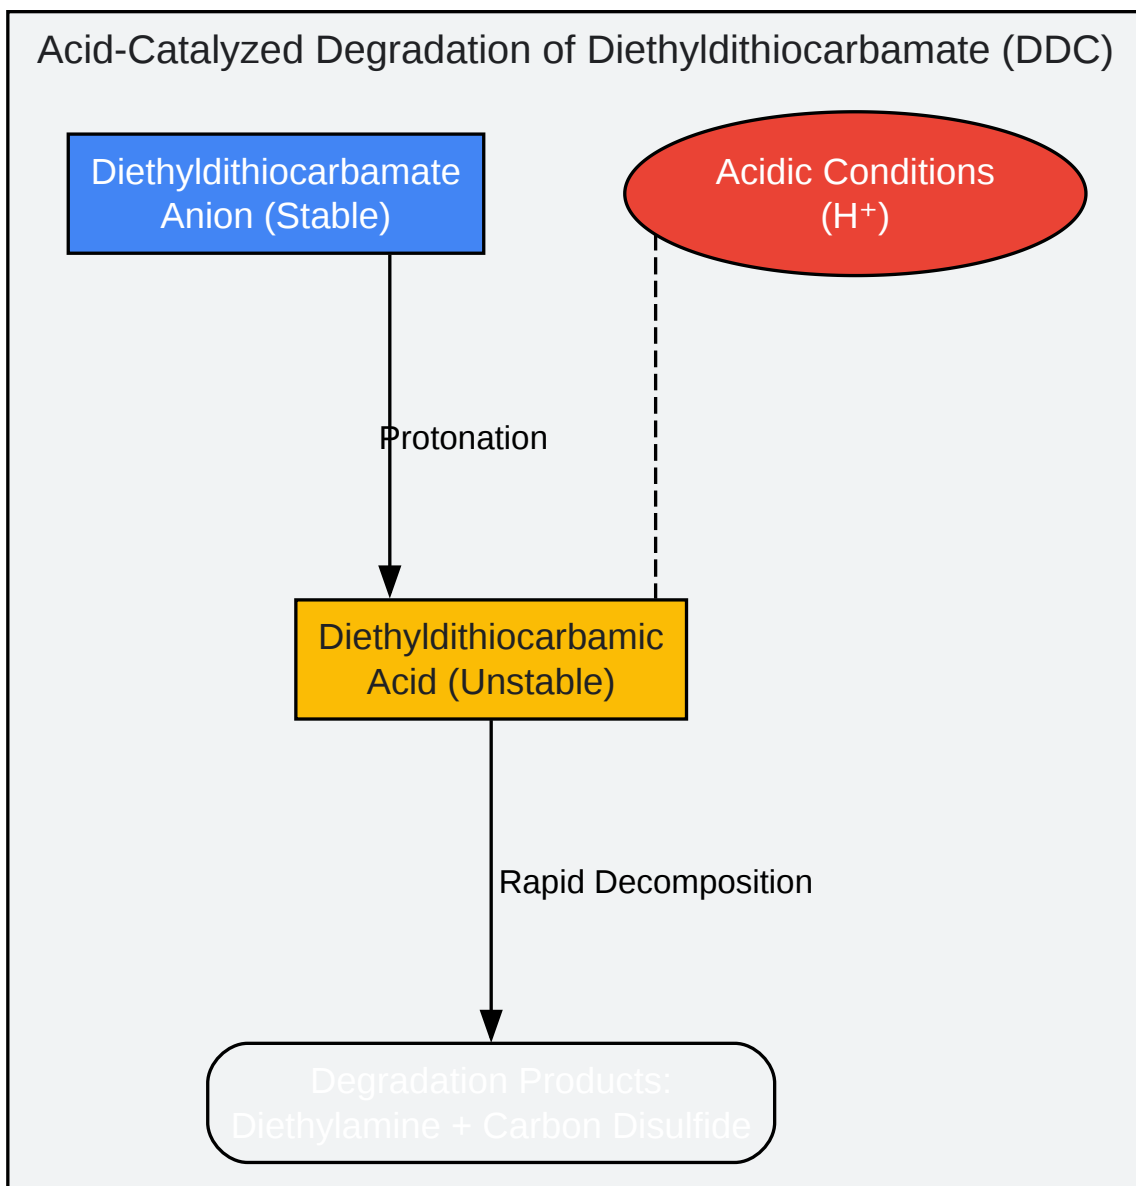 Acid-Catalyzed Degradation of Diethyldithiocarbamate (DDC)
Diethyldithiocarbamate
Anion (Stable)
Acidic Conditions
(H⁺)
Protonation
Diethyldithiocarbamic
Acid (Unstable)
Rapid Decomposition
Degradation Products:
Diethylamine + Carbon Disulfide